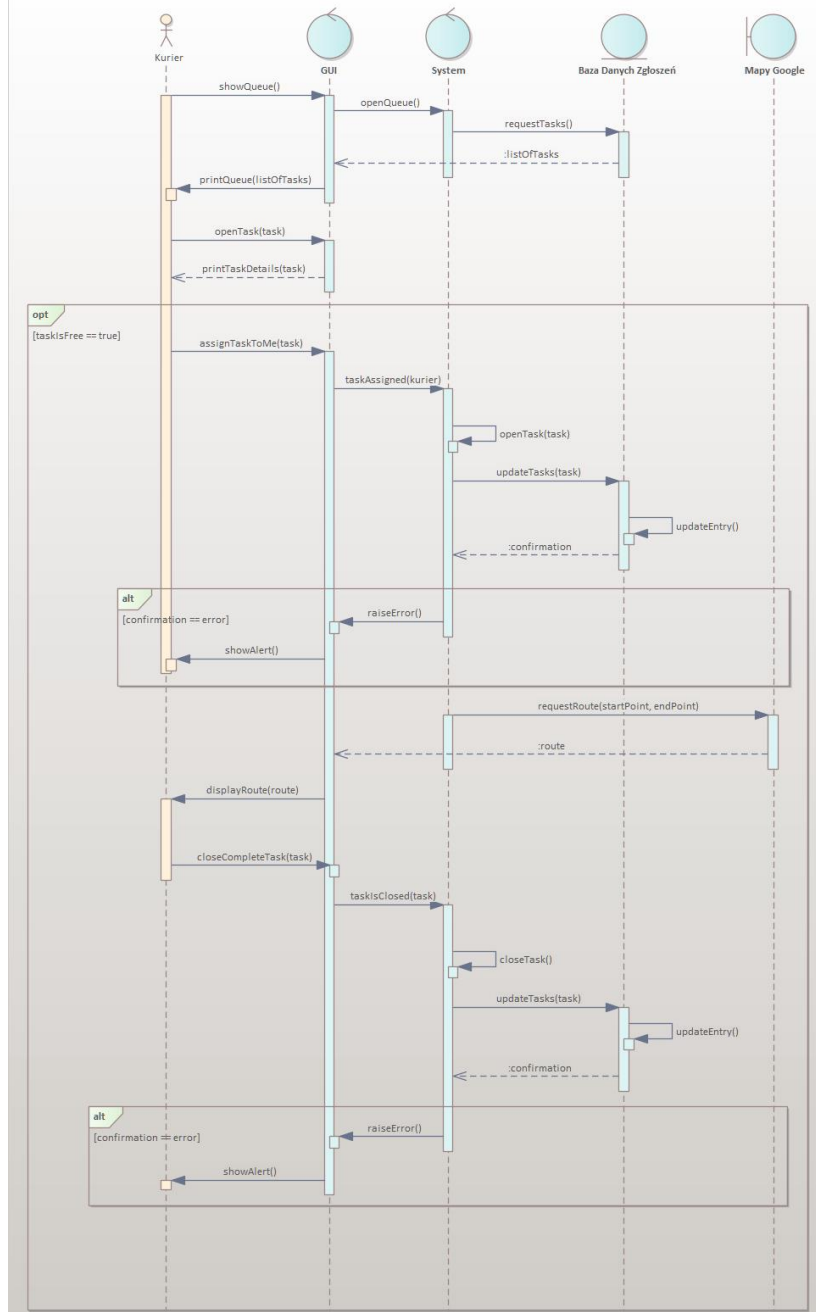 Kurier
GUI
System
Baza Danych Zgłoszeń
Mapy Google
showQueue()
openQueue()
requestTasks()
:listOfTasks
printQueue(listOfTasks)
openTask(task)
printTaskDetails(task)
opt
[taskIsFree == true]
assignTaskToMe(task)
taskAssigned(kurier)
openTask(task)
updateTasks(task)
updateEntry()
:confirmation
alt
[confirmation == error]
raiseError()
showAlert()
requestRoute(startPoint, endPoint)
:route
displayRoute(route)
closeCompleteTask(task)
taskIsClosed(task)
closeTask()
updateTasks(task)
updateEntry()
:confirmation
alt
[confirmation == error]
raiseError()
showAlert()